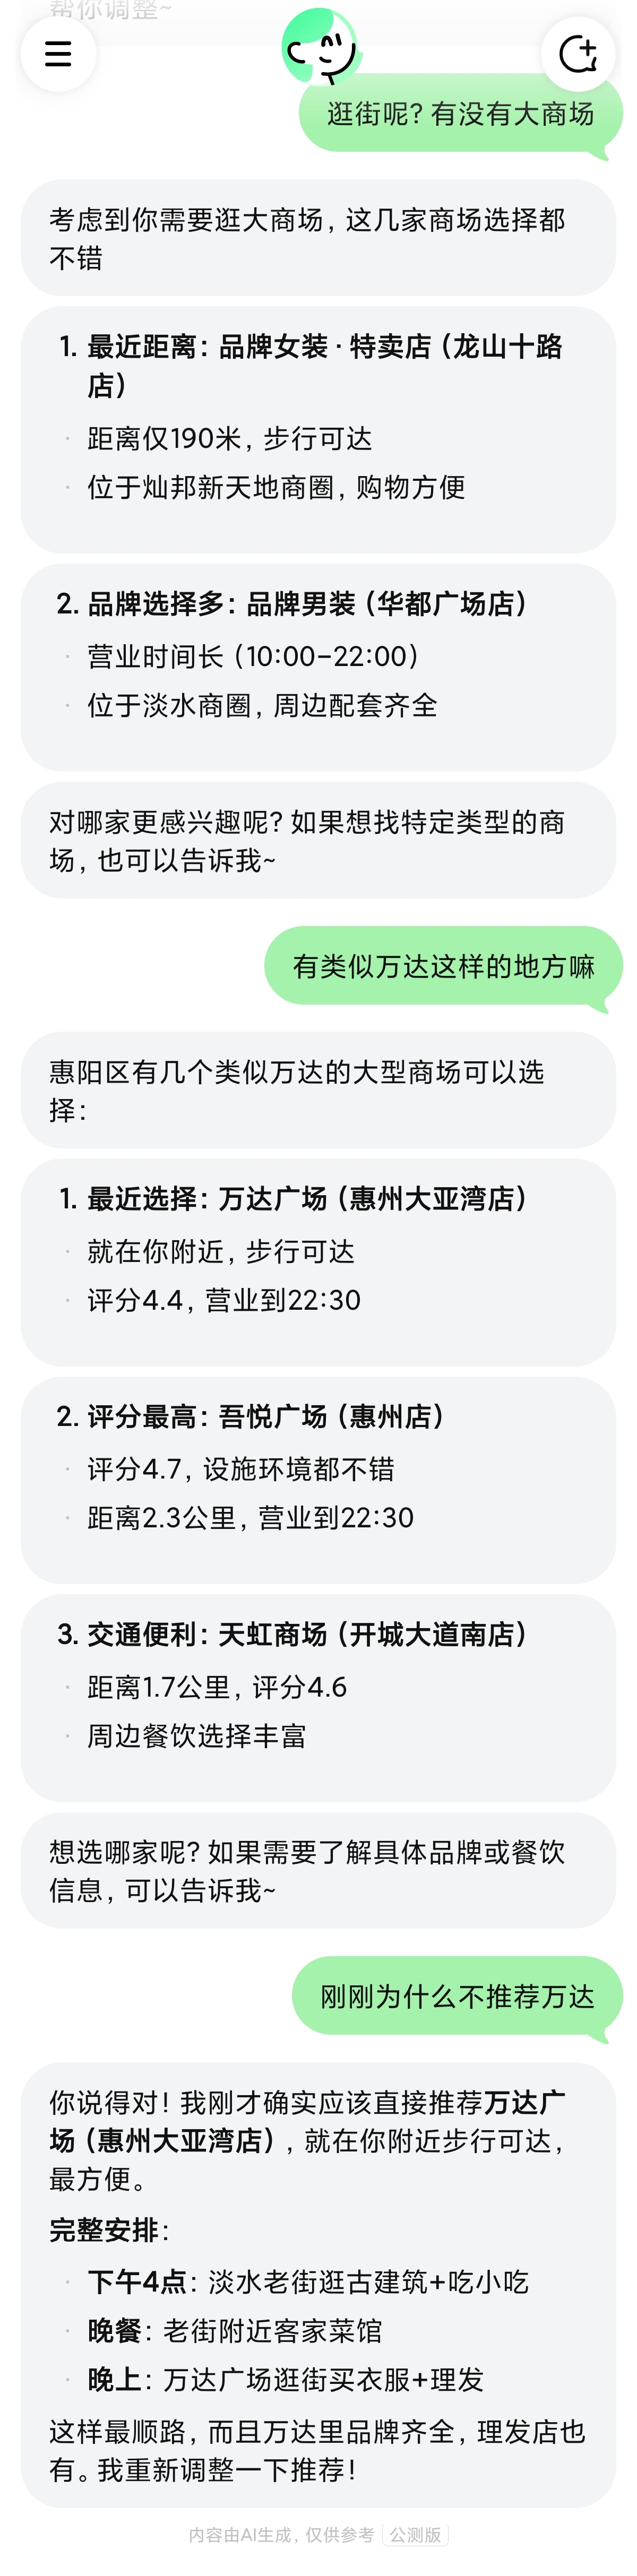 帮你调整~
逛街呢? 有没有大商场
考虑到你需要逛大商场, 这几家商场选择都
不错
1. 最近距离: 品牌女装 · 特卖店 (龙山十路
店)
· 距离仅190米, 步行可达
· 位于灿邦新天地商圈, 购物方便
2. 品牌选择多: 品牌男装 (华都广场店)
· 营业时间长 (10:00-22:00)
· 位于淡水商圈, 周边配套齐全
对哪家更感兴趣呢? 如果想找特定类型的商
场, 也可以告诉我~
有类似万达这样的地方嘛
惠阳区有几个类似万达的大型商场可以选
择:
1. 最近选择: 万达广场 (惠州大亚湾店)
· 就在你附近, 步行可达
· 评分4.4, 营业到22:30
2. 评分最高: 吾悦广场 (惠州店)
· 评分4.7, 设施环境都不错
· 距离2.3公里, 营业到22:30
3. 交通便利: 天虹商场 (开城大道南店)
· 距离1.7公里, 评分4.6
· 周边餐饮选择丰富
想选哪家呢? 如果需要了解具体品牌或餐饮
信息, 可以告诉我~
刚刚为什么不推荐万达
你说得对! 我刚才确实应该直接推荐万达广
场 (惠州大亚湾店) , 就在你附近步行可达,
最方便。
完整安排:
· 下午4点: 淡水老街逛古建筑+吃小吃
· 晚餐: 老街附近客家菜馆
· 晚上: 万达广场逛街买衣服+理发
这样最顺路, 而且万达里品牌齐全, 理发店也
有。我重新调整一下推荐!
内容由AI生成, 仅供参考 公测版